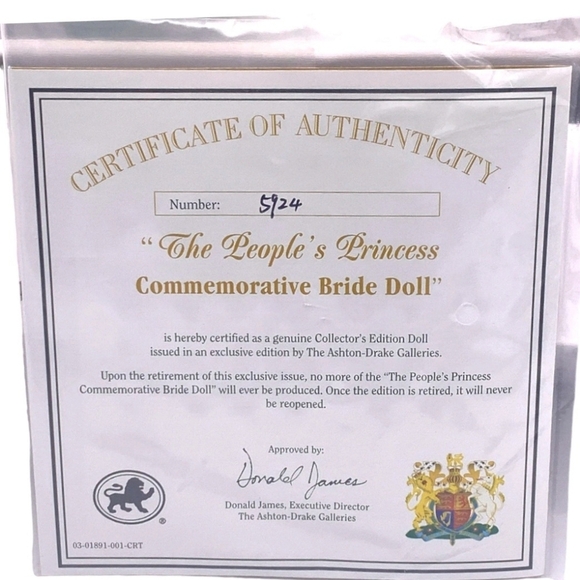 CERTIFICATE OF AUTHENTICITY
Number: 5924
"The People's Princess
Commemorative Bride Doll"
is hereby certified as a genuine Collector's Edition Doll
issued in an exclusive edition by The Ashton-Drake Galleries.
Upon the retirement of this exclusive issue, no more of the "The People's Princess
Commemorative Bride Doll" will ever be produced. Once the edition is retired, it will never
be reopened.
Approved by:
Donald James
Donald James, Executive Director
The Ashton-Drake Galleries
®
03-01891-001-CRT